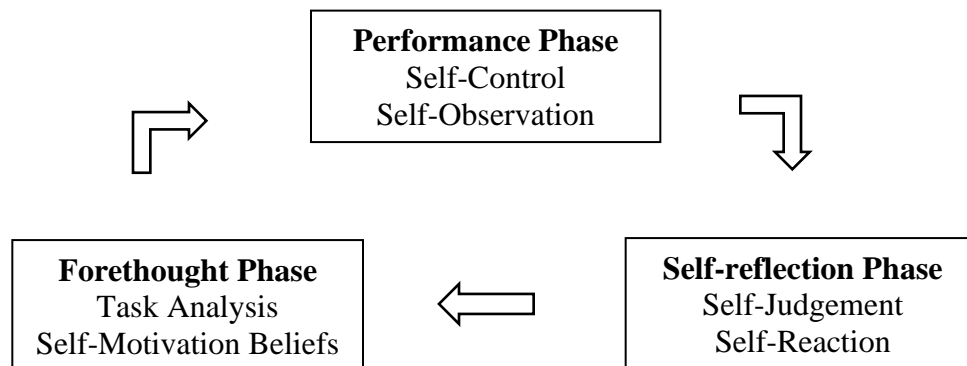 Performance Phase
Self-Control
Self-Observation
Forethought Phase
Task Analysis
Self-Motivation Beliefs
Self-reflection Phase
Self-Judgement
Self-Reaction